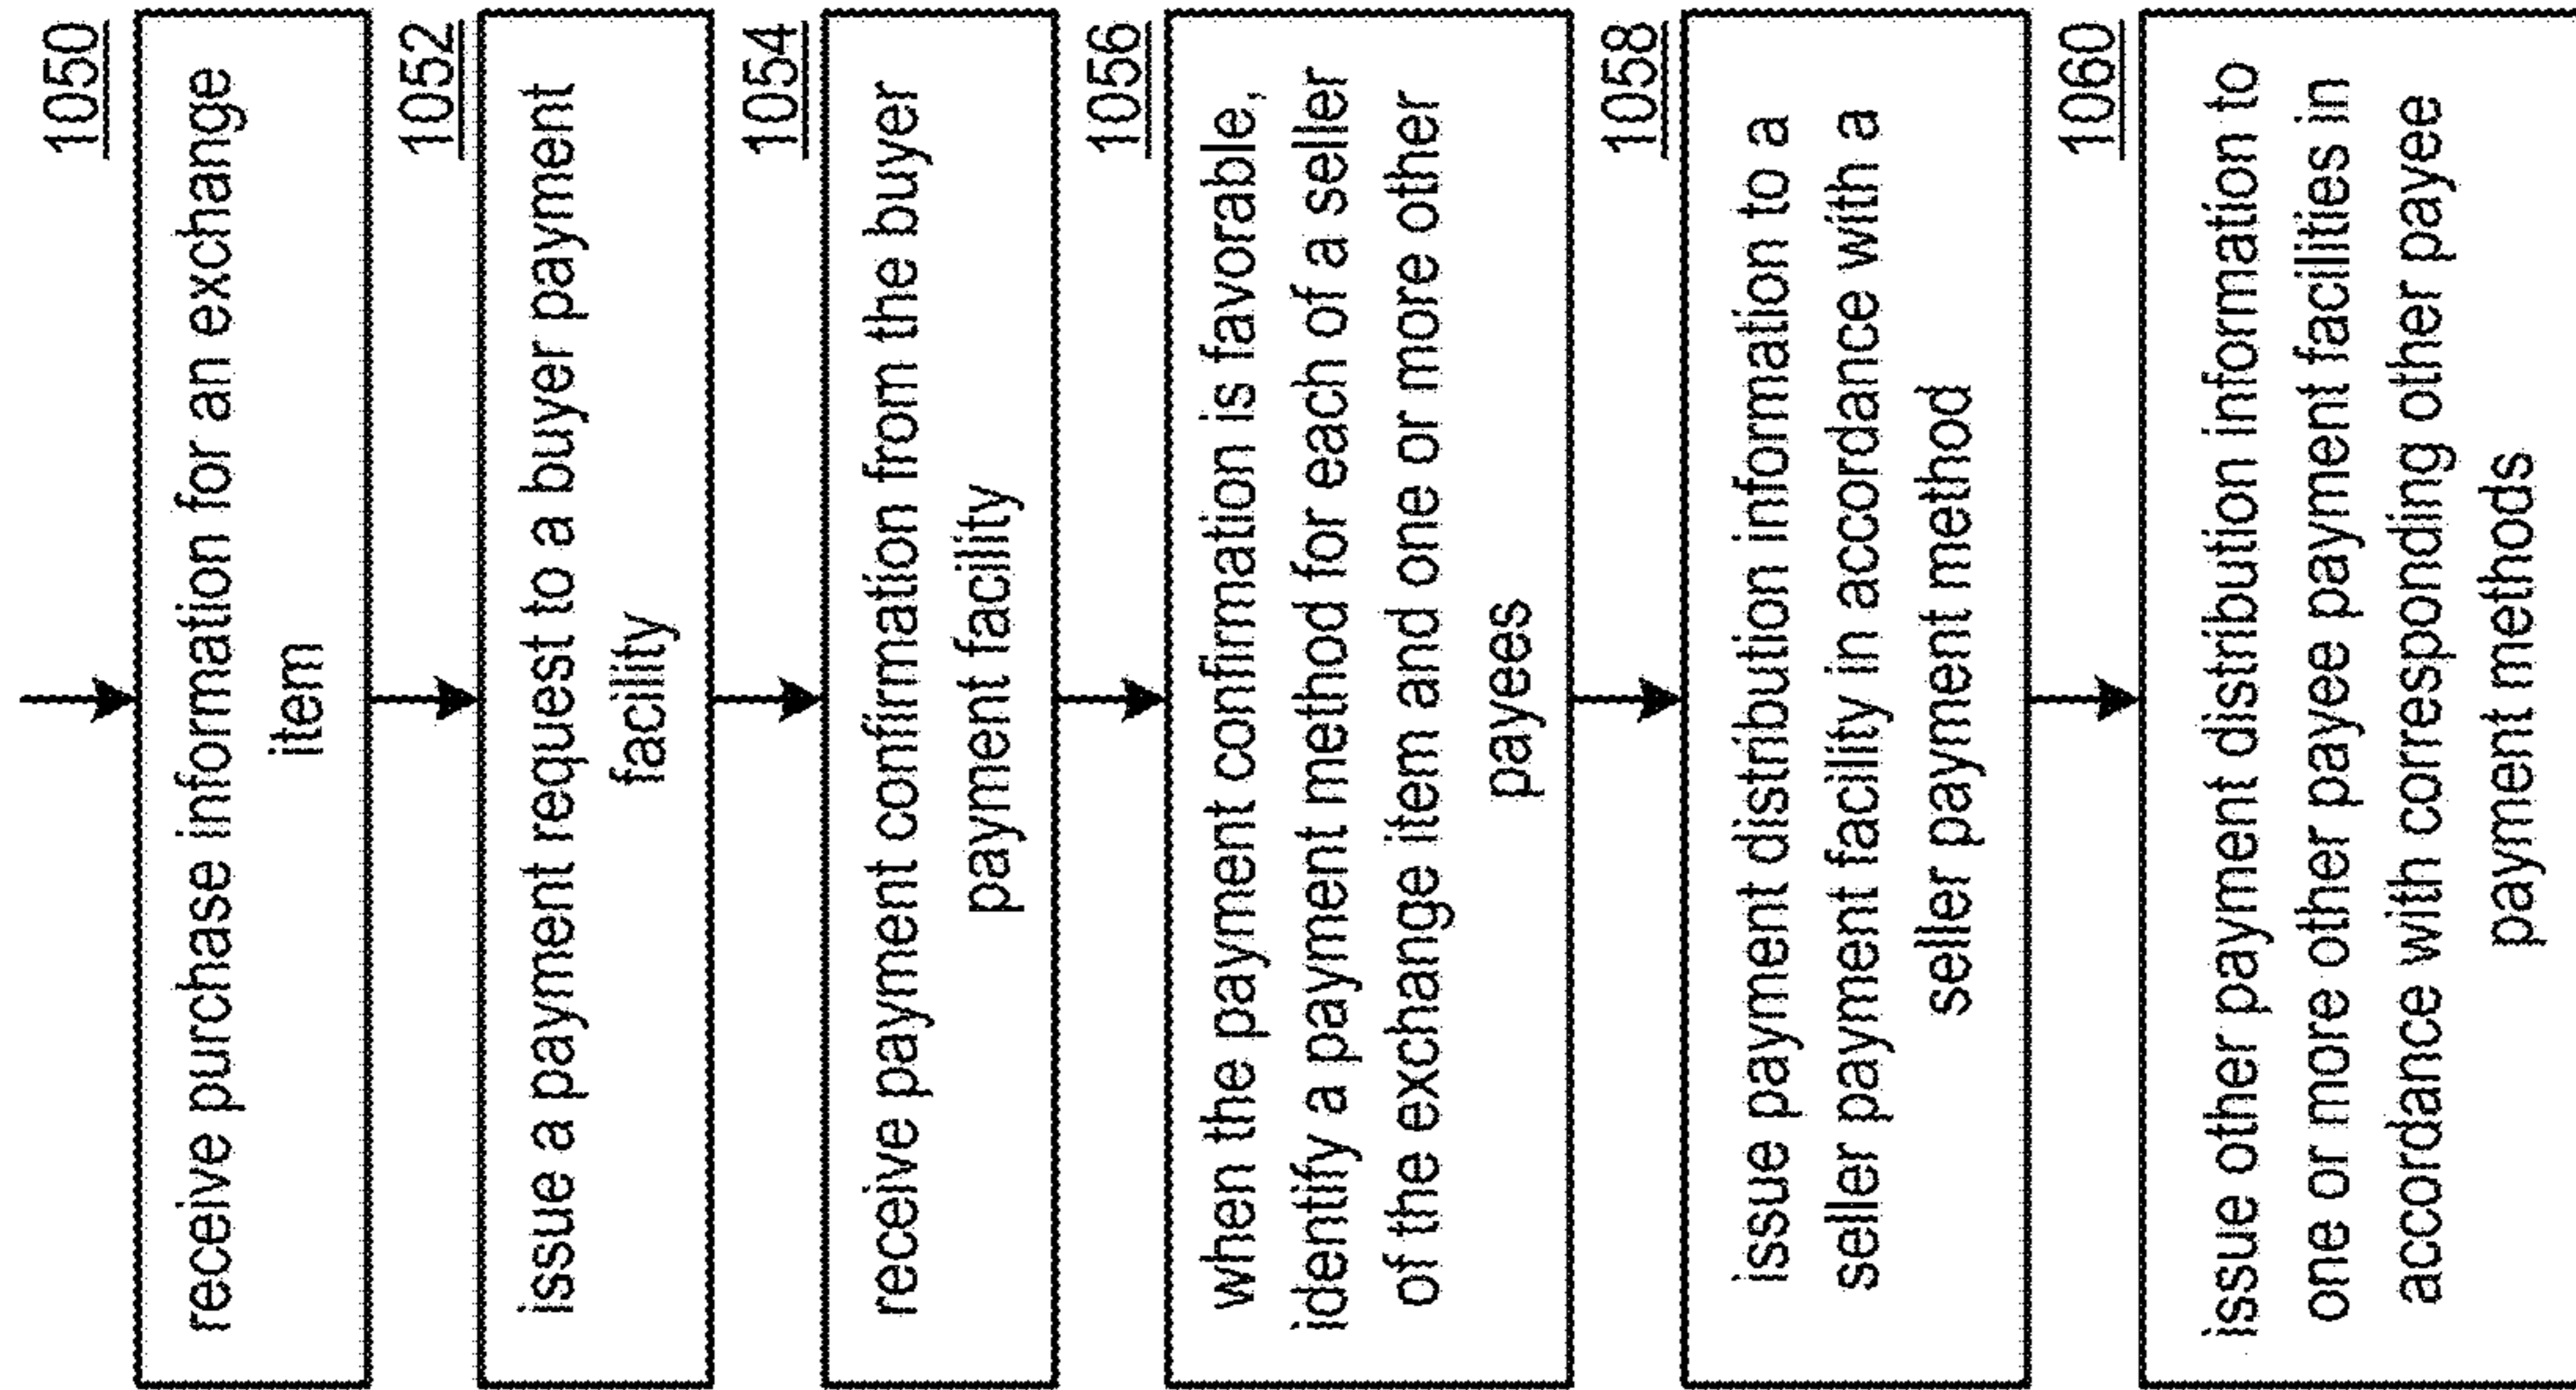 1050
receive purchase information for an exchange
item
1052
issue a payment request to a buyer payment
facility
1054
receive payment confirmation from the buyer
payment facility
1056
when the payment confirmation is favorable,
identify a payment method for each of a seller
of the exchange item and one or more other
payees
1058
issue payment distribution information to a
seller payment facility in accordance with a
seller payment method
1060
issue other payment distribution information to
one or more other payee payment facilities in
accordance with corresponding other payee
payment methods